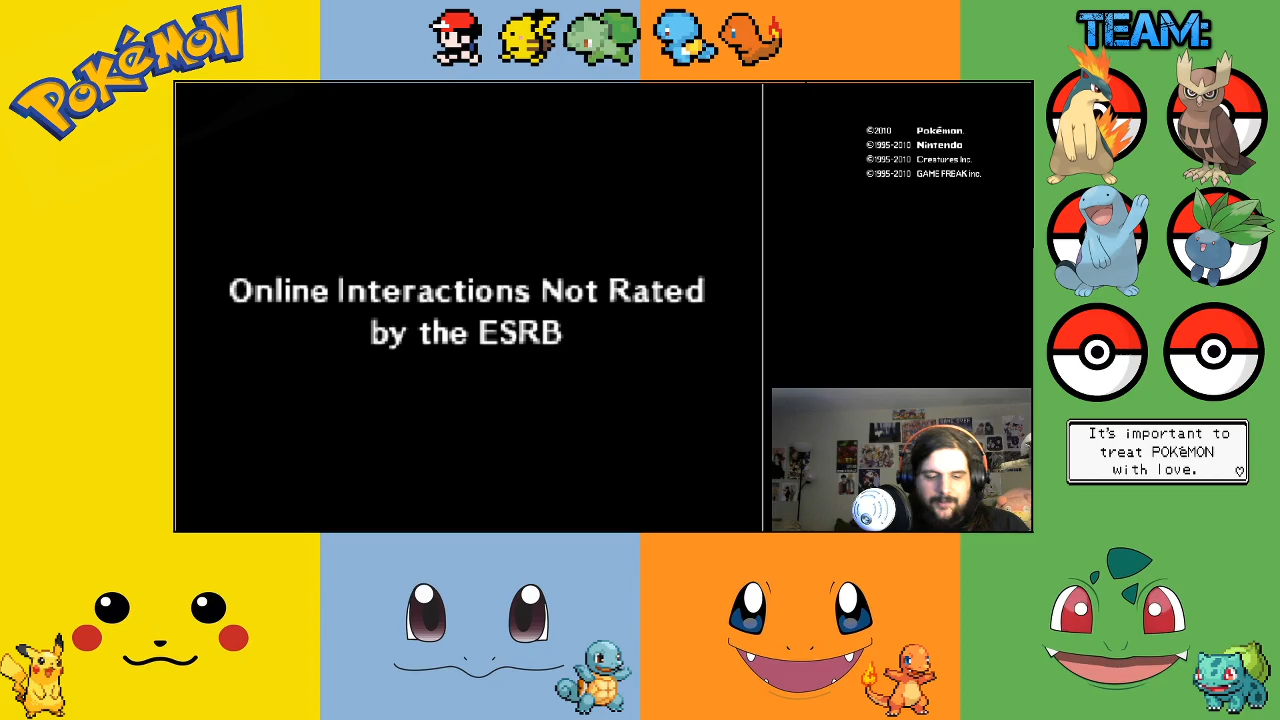 POKéMON
TEAM:
©2010 Pokémon.
©1995-2010 Nintendo
©1995-2010 Creatures Inc.
©1995-2010 GAME FREAK inc.
Online Interactions Not Rated
by the ESRB
It's important to
treat POKéMON
with love.